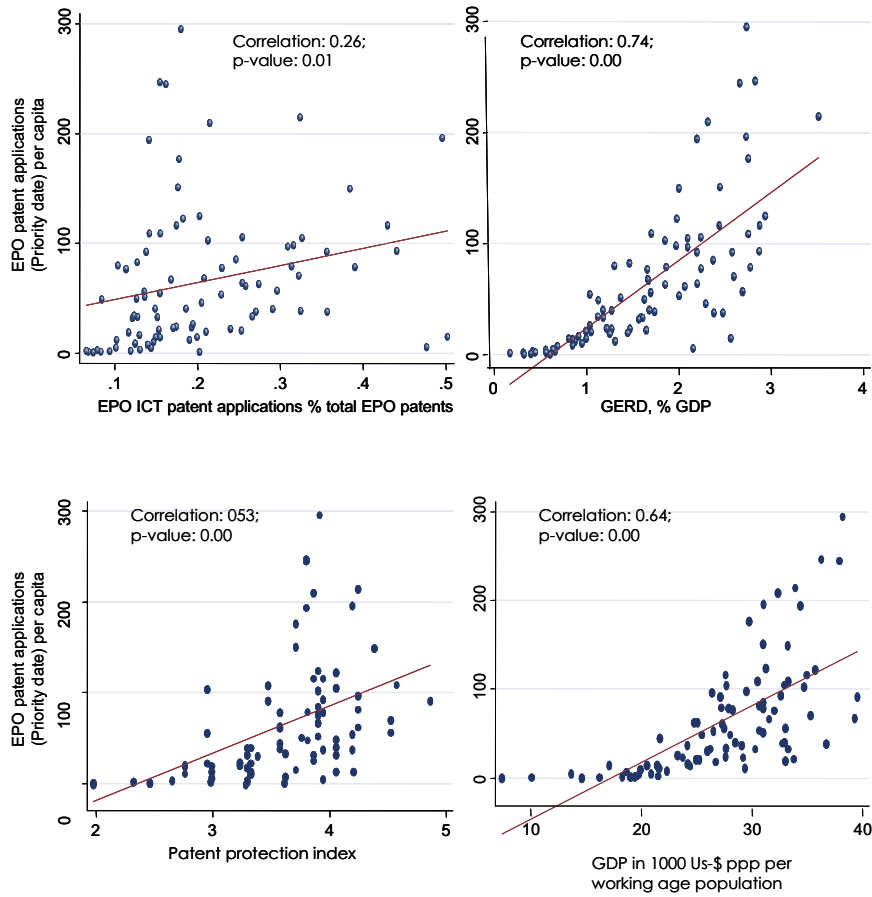 Correlation: 0.26;
p-value: 0.01
EPO patent applications
(Priority date) per capita
300
200
100
0
.1 .2 .3 .4 .5
EPO ICT patent applications % total EPO patents
Correlation: 0.74;
p-value: 0.00
300
200
100
0
0 1 2 3 4
GERD, % GDP
Correlation: 053;
p-value: 0.00
EPO patent applications
(Priority date) per capita
300
200
100
0
2 3 4 5
Patent protection index
Correlation: 0.64;
p-value: 0.00
300
200
100
0
10 20 30 40
GDP in 1000 Us-$ ppp per
working age population